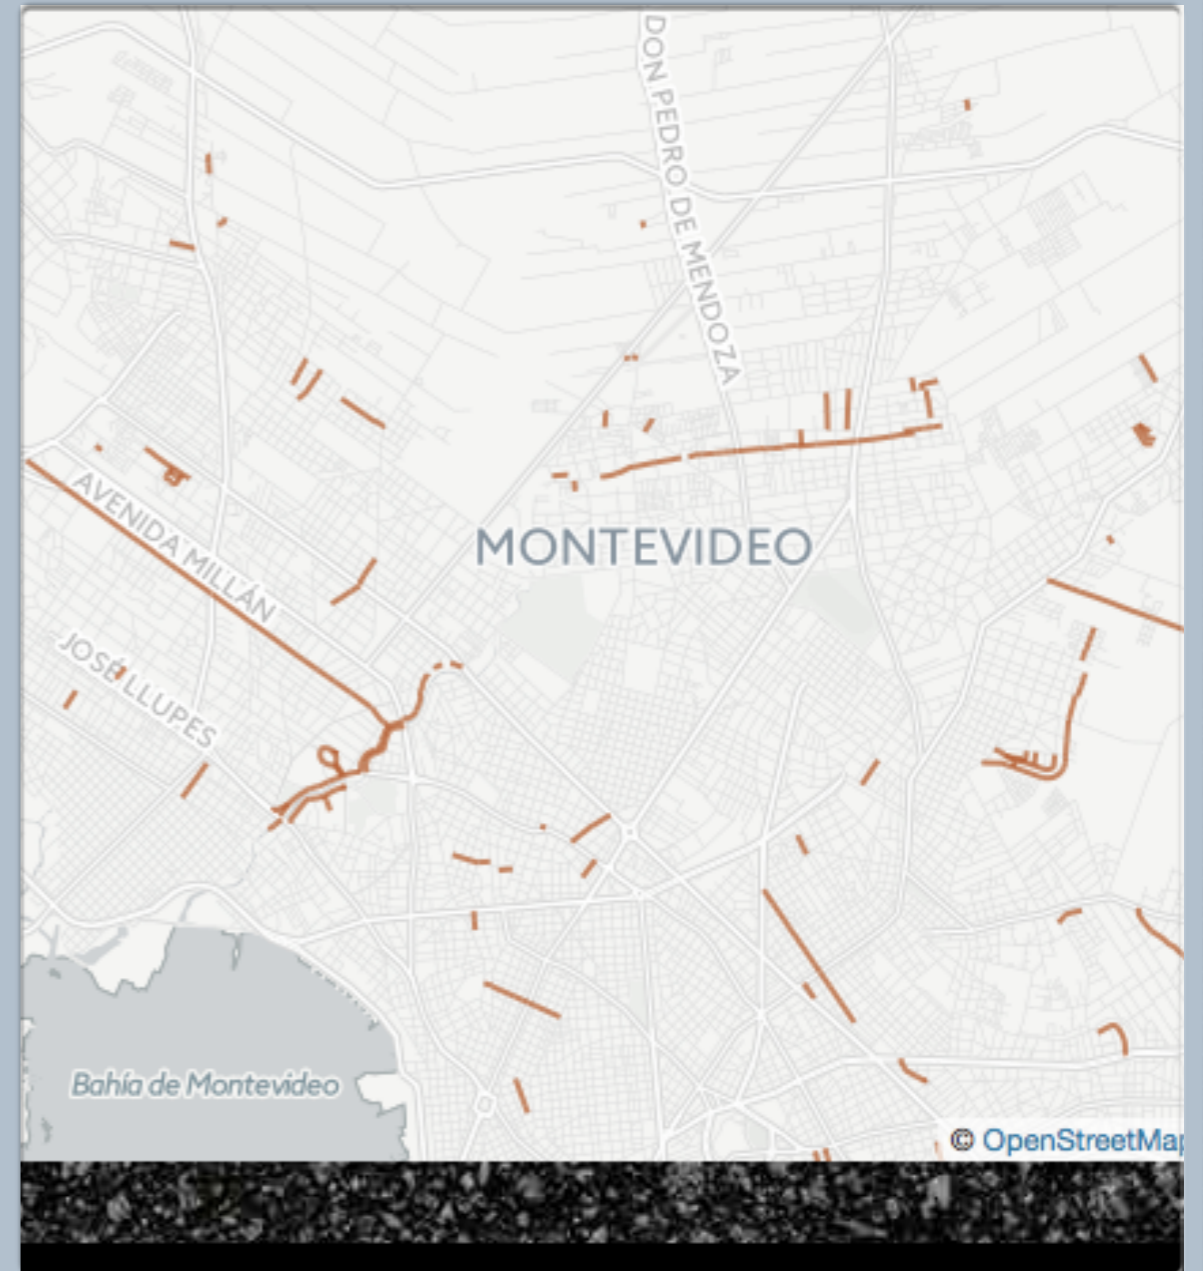 DON PEDRO DE MENDOZA
MONTEVIDEO
AVENIDA MILLÁN
JOSÉ LLUPES
Bahía de Montevideo
© OpenStreetMap